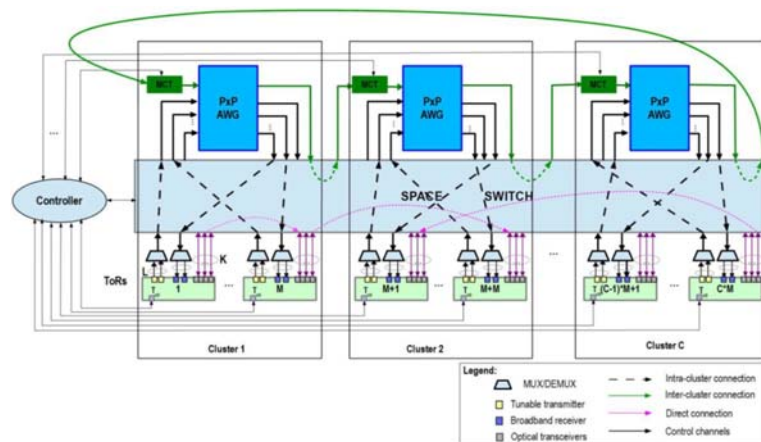 MCT
PxP
AWG
MCT
PxP
AWG
MCT
PxP
AWG
...
Controller
SPACE SWITCH
ToRs
L
K
T
1
...
T
M
T
M+1
...
T
M+M
...
T
(C-1)*M+1
...
T
C*M
Cluster 1
Cluster 2
Cluster C
Legend:
MUX/DEMUX
Tunable transmitter
Broadband receiver
Optical transceivers
Intra-cluster connection
Inter-cluster connection
Direct connection
Control channels